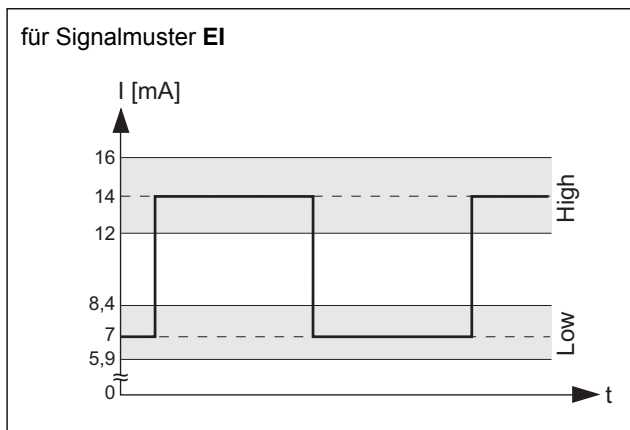 für Signalmuster EI
I [mA]
16
14
12
High
8,4
7
5,9
Low
≈
0
t